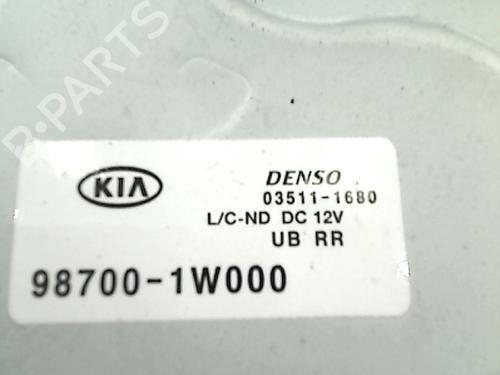 B-PARTS
KIA
DENSO
03511-1680
L/C-ND DC 12V
UB RR
98700-1W000